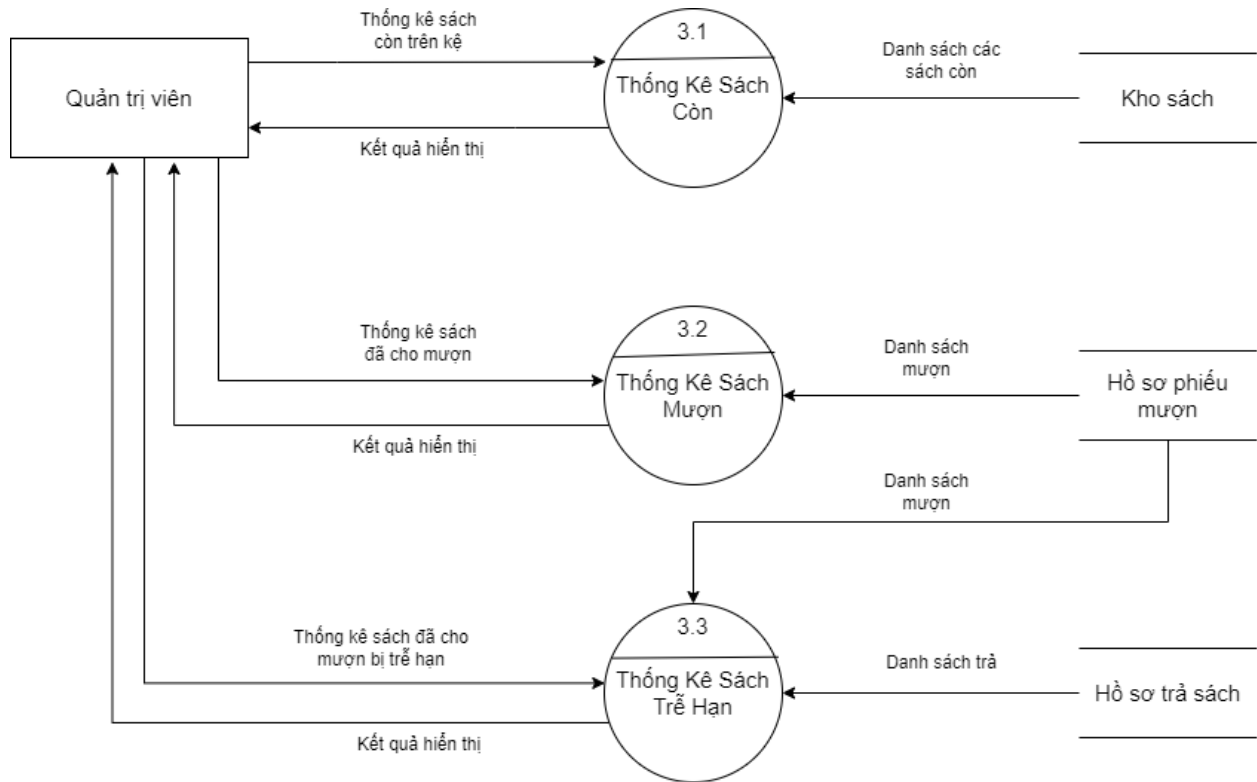 Thống kê sách
còn trên kệ
3.1
Danh sách các
sách còn
Quản trị viên
Thống Kê Sách
Còn
Kho sách
Kết quả hiển thị
Thống kê sách
đã cho mượn
3.2
Danh sách
mượn
Thống Kê Sách
Mượn
Hồ sơ phiếu
mượn
Kết quả hiển thị
Danh sách
mượn
Thống kê sách đã cho
mượn bị trễ hạn
3.3
Danh sách trả
Thống Kê Sách
Trễ Hạn
Hồ sơ trả sách
Kết quả hiển thị